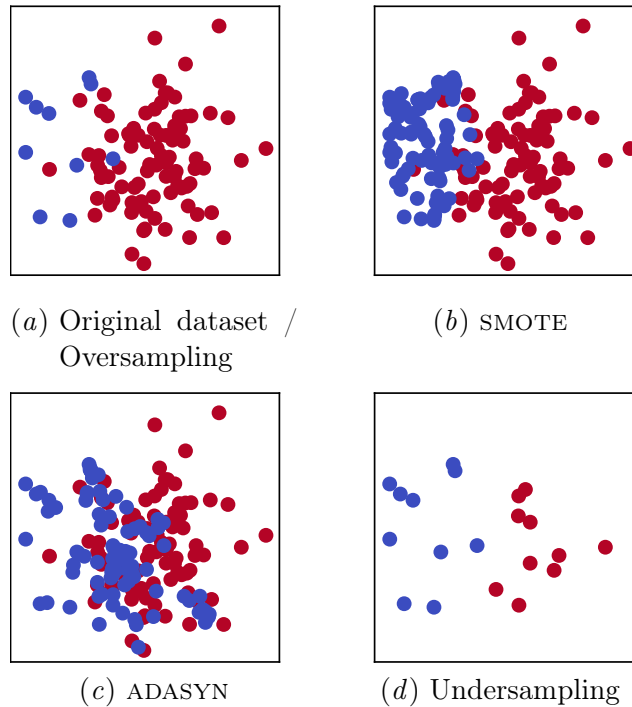 (a) Original dataset /
Oversampling
(b) SMOTE
(c) ADASYN
(d) Undersampling